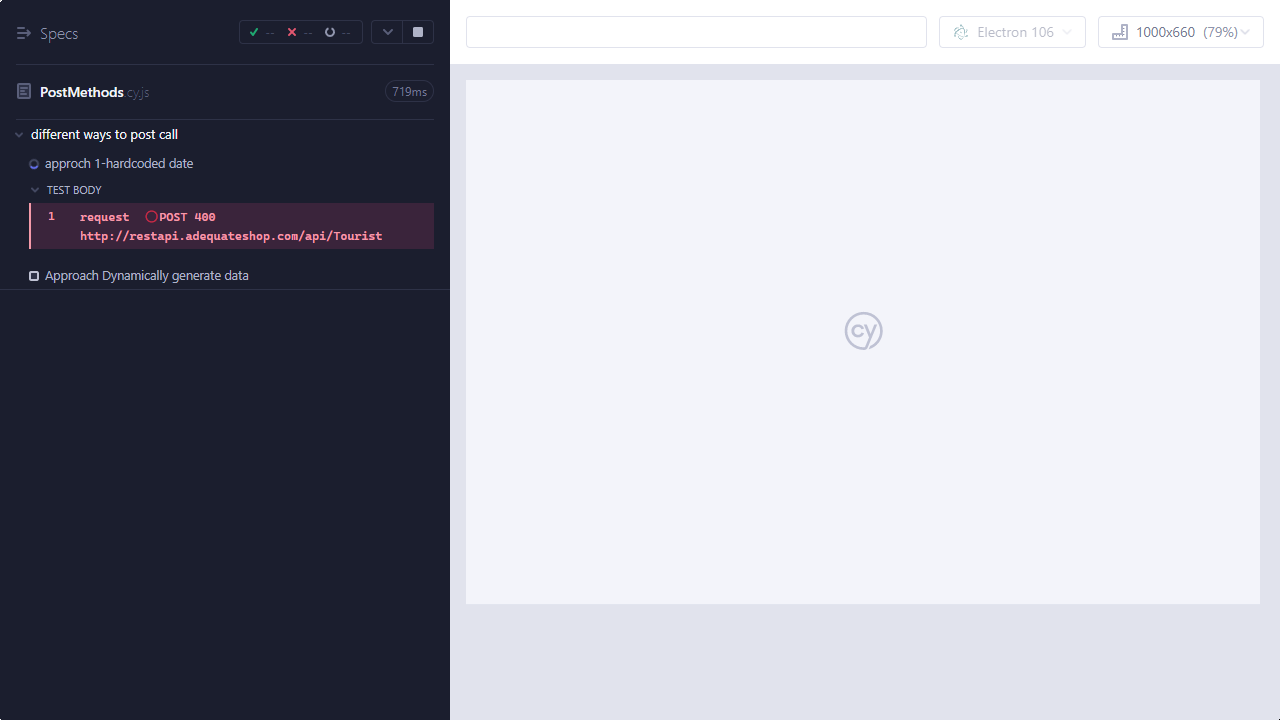 Specs
-- -- --
Electron 106
1000x660 (79%)
PostMethods cy.js
719ms
different ways to post call
approch 1-hardcoded date
TEST BODY
1 request POST 400
http://restapi.adequateshop.com/api/Tourist
Approach Dynamically generate data
cy